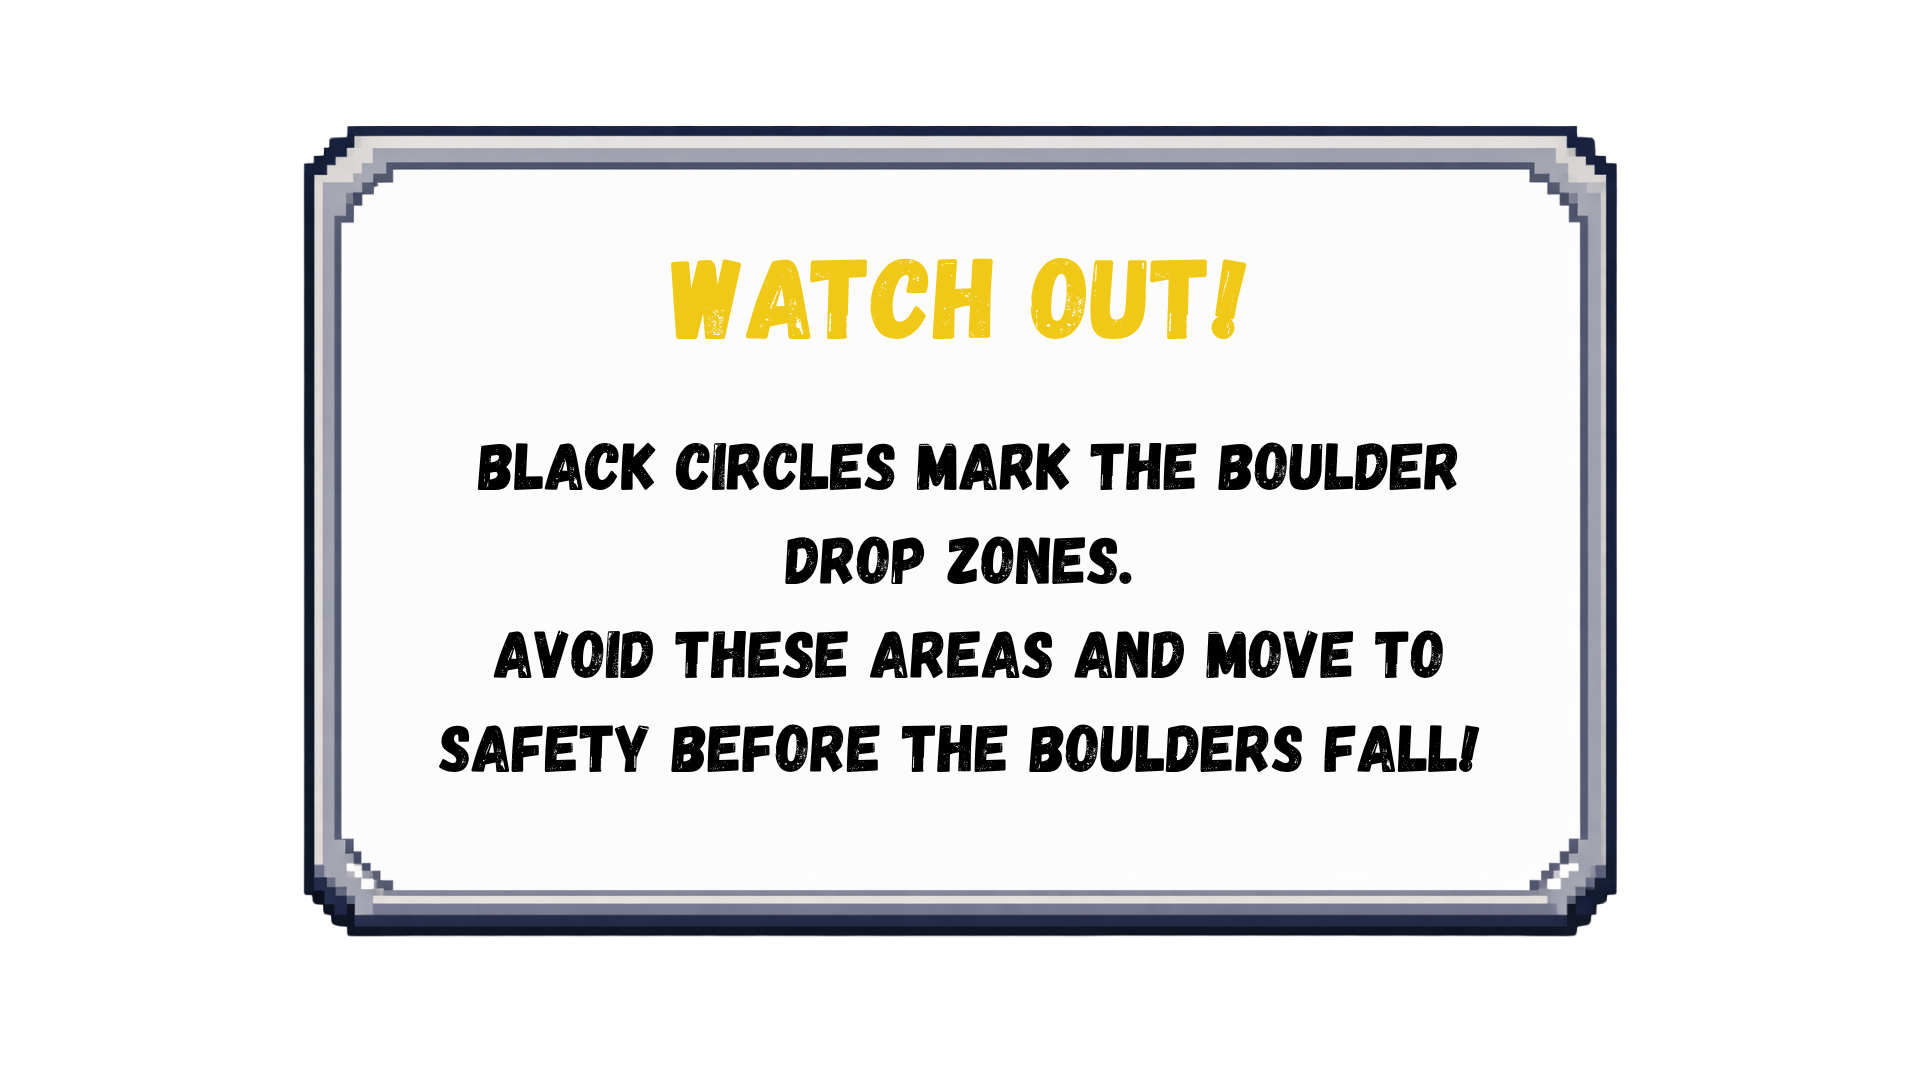 WATCH OUT!
BLACK CIRCLES MARK THE BOULDER
DROP ZONES.
AVOID THESE AREAS AND MOVE TO
SAFETY BEFORE THE BOULDERS FALL!